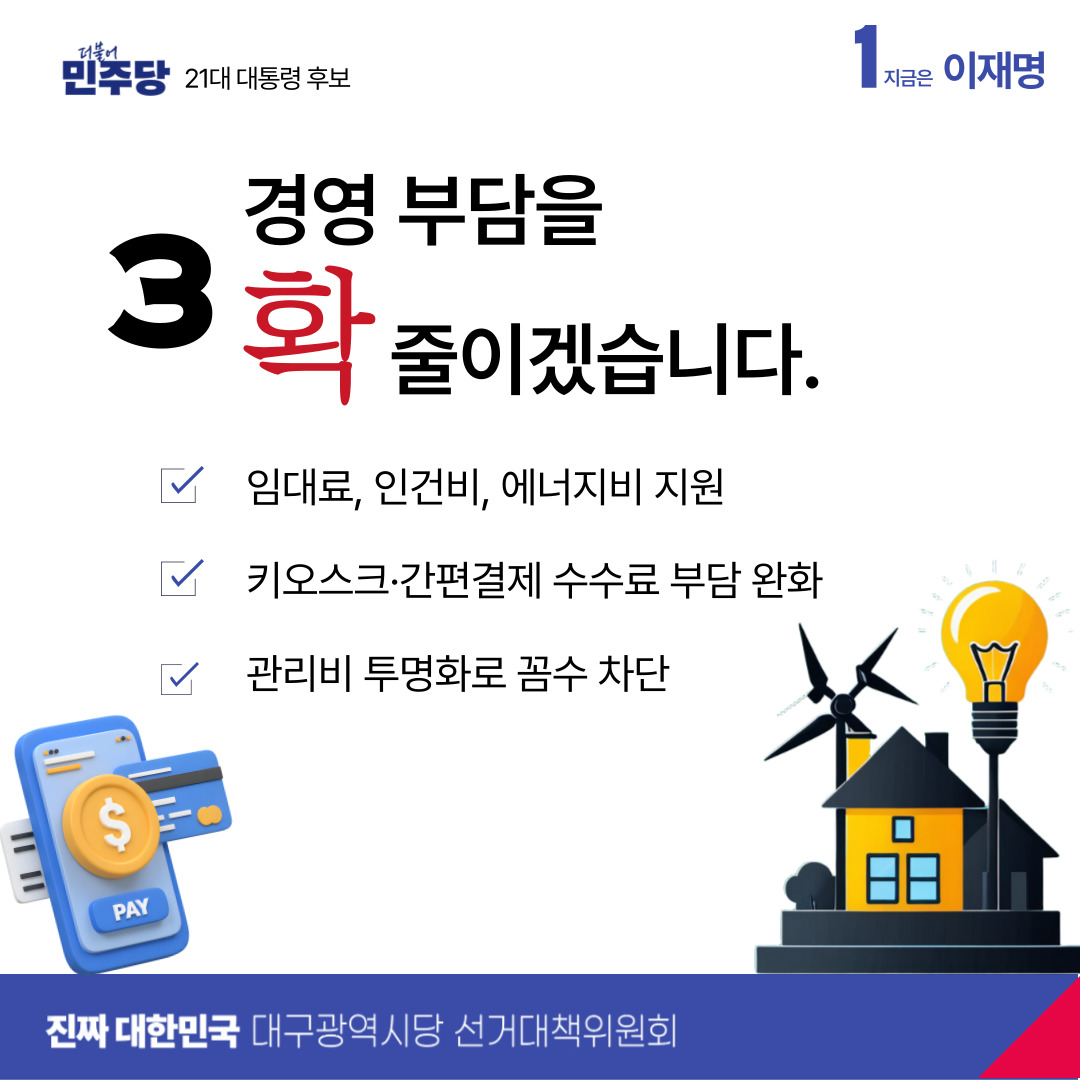 더불어
민주당 21대 대통령 후보
1 지금은 이재명
3
경영 부담을
확 줄이겠습니다.
임대료, 인건비, 에너지비 지원
키오스크·간편결제 수수료 부담 완화
관리비 투명화로 꼼수 차단
$
PAY
진짜 대한민국 대구광역시당 선거대책위원회